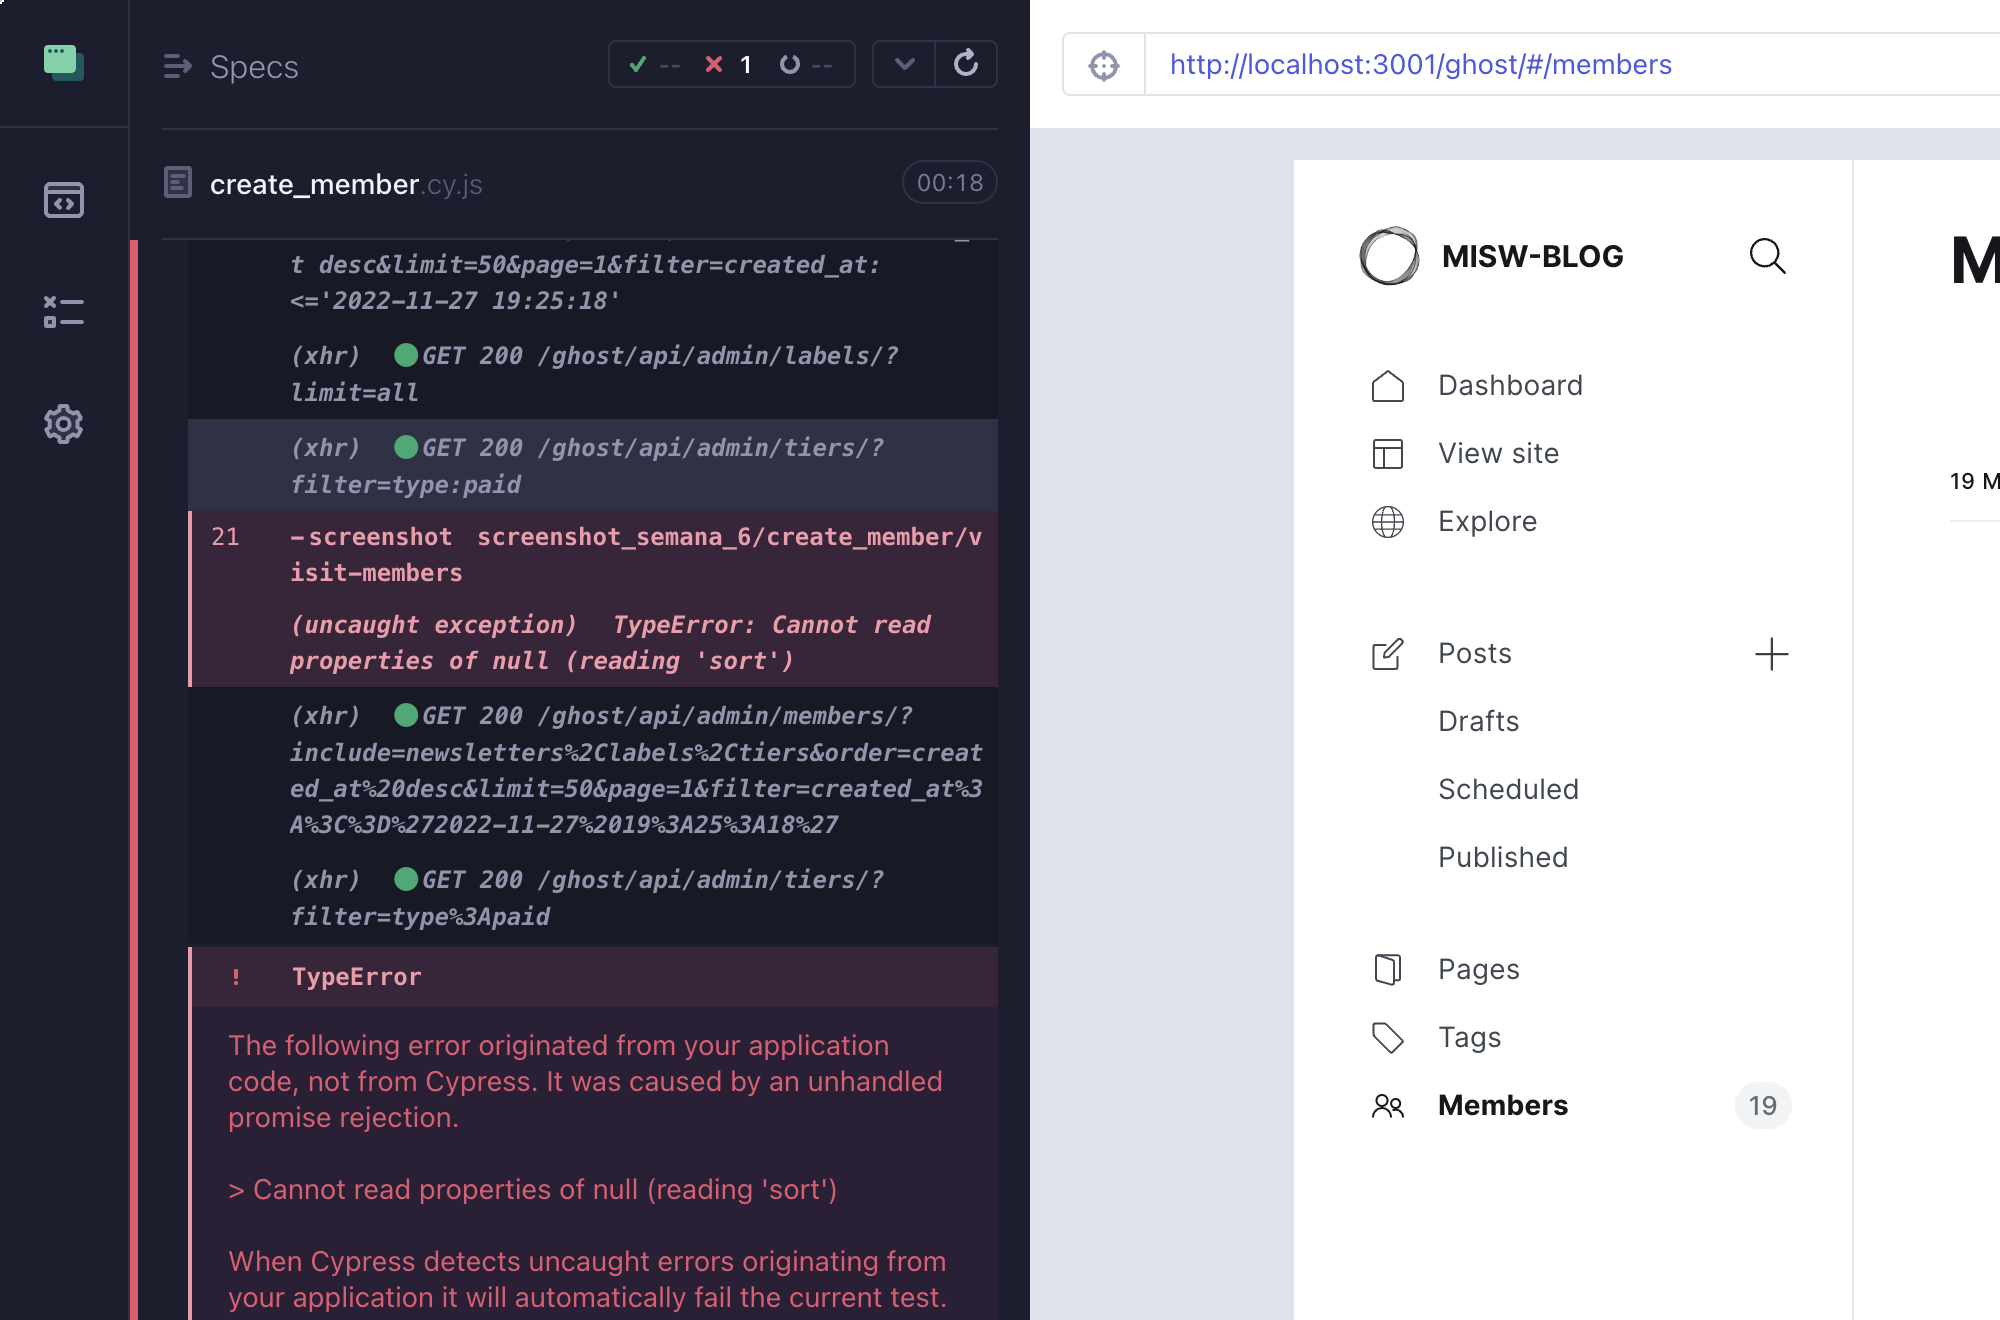 Specs
-- 1 --
create_member.cy.js
00:18
t desc&limit=50&page=1&filter=created_at:
<='2022-11-27 19:25:18'
(xhr) GET 200 /ghost/api/admin/labels/?
limit=all
(xhr) GET 200 /ghost/api/admin/tiers/?
filter=type:paid
21 -screenshot screenshot_semana_6/create_member/v
isit-members
(uncaught exception) TypeError: Cannot read
properties of null (reading 'sort')
(xhr) GET 200 /ghost/api/admin/members/?
include=newsletters%2Clabels%2Ctiers&order=creat
ed_at%20desc&limit=50&page=1&filter=created_at%3
A%3C%3D%272022-11-27%2019%3A25%3A18%27
(xhr) GET 200 /ghost/api/admin/tiers/?
filter=type%3Apaid
! TypeError
The following error originated from your application
code, not from Cypress. It was caused by an unhandled
promise rejection.
> Cannot read properties of null (reading 'sort')
When Cypress detects uncaught errors originating from
your application it will automatically fail the current test.
http://localhost:3001/ghost/#/members
MISW-BLOG
Dashboard
View site
Explore
Posts
Drafts
Scheduled
Published
Pages
Tags
Members 19
M
19 M